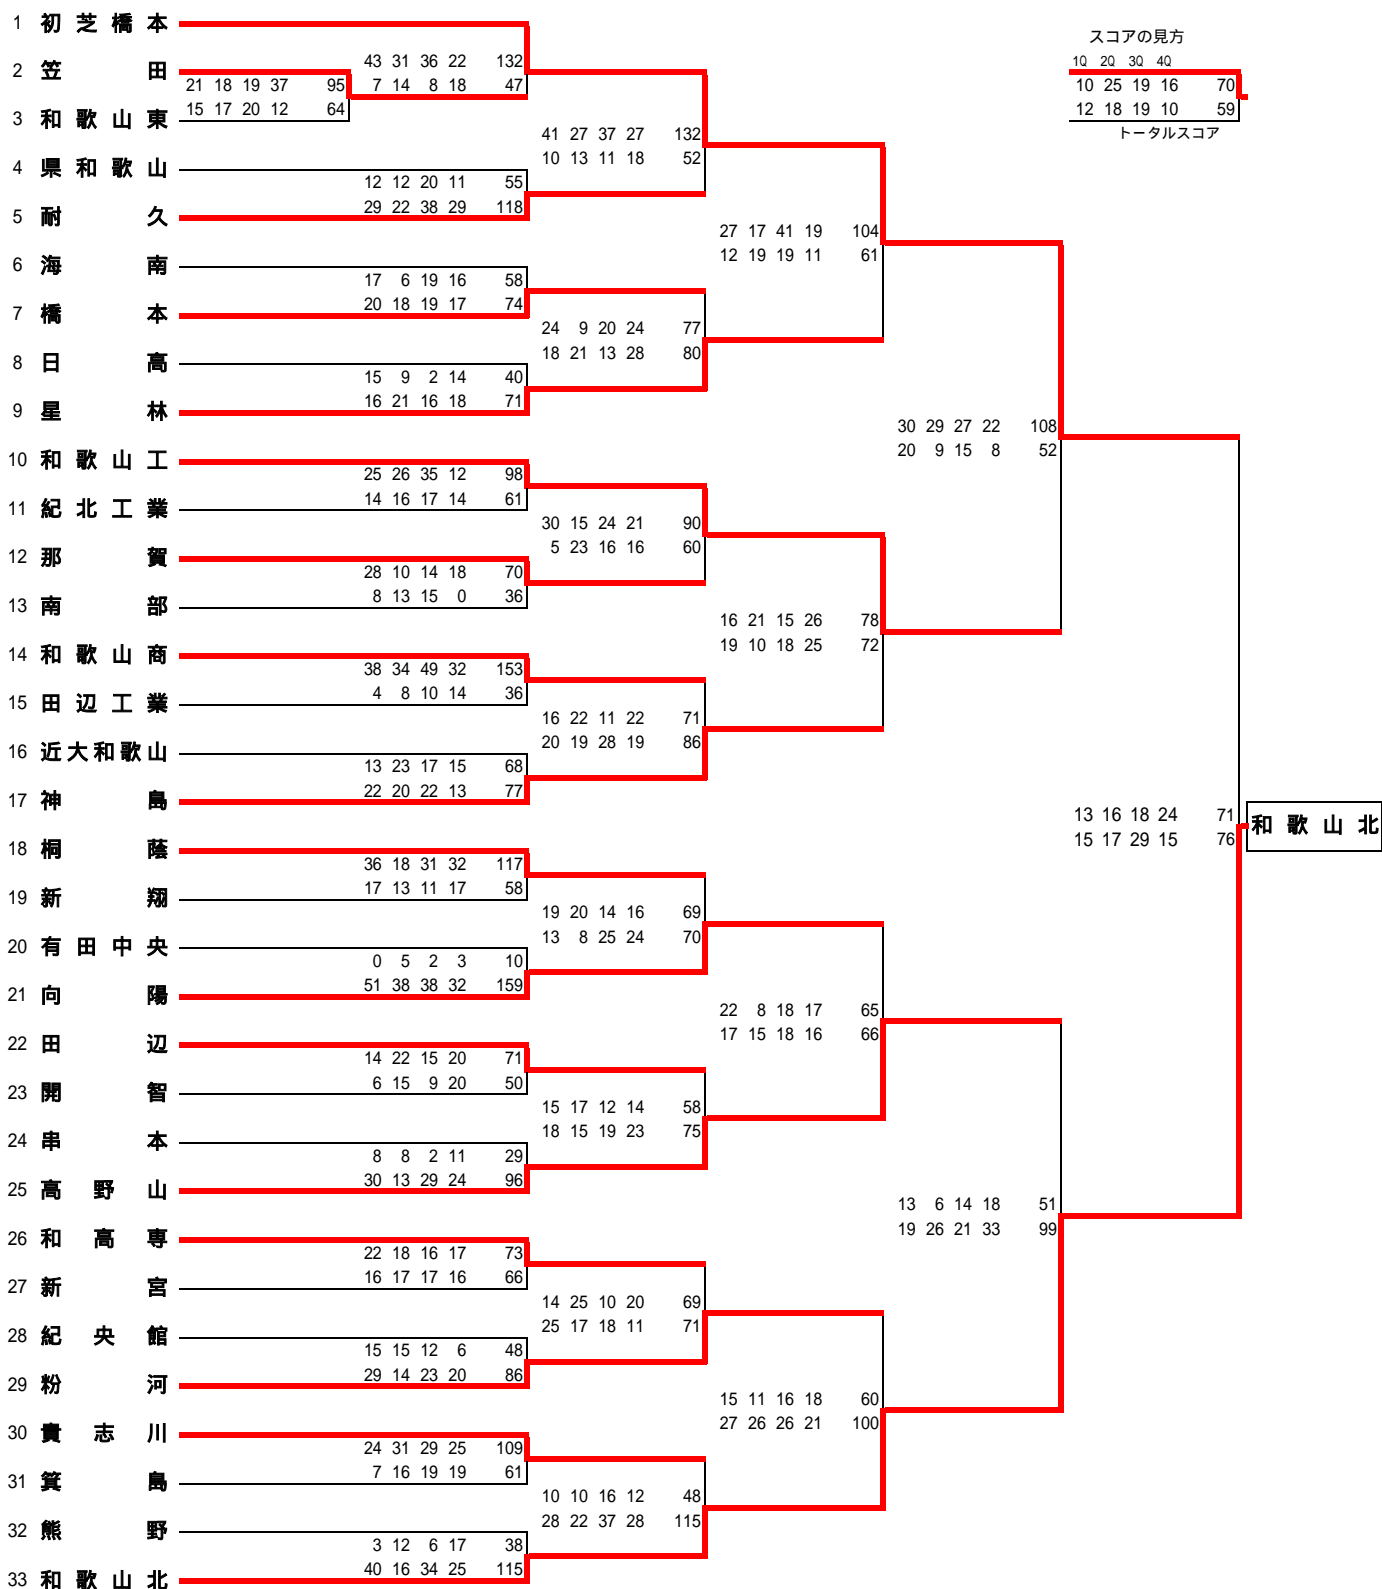 1 初芝橋本
スコアの見方
2 笠田
43 31 36 22 132
1Q 2Q 3Q 4Q
21 18 19 37 95
7 14 8 18 47
10 25 19 16 70
15 17 20 12 64
12 18 19 10 59
3 和歌山東
トータルスコア
41 27 37 27 132
10 13 11 18 52
4 県和歌山
12 12 20 11 55
29 22 38 29 118
5 耐久
27 17 41 19 104
12 19 19 11 61
6 海南
17 6 19 16 58
20 18 19 17 74
7 橋本
24 9 20 24 77
18 21 13 28 80
8 日高
15 9 2 14 40
16 21 16 18 71
9 星林
30 29 27 22 108
20 9 15 8 52
10 和歌山工
25 26 35 12 98
14 16 17 14 61
11 紀北工業
30 15 24 21 90
5 23 16 16 60
12 那賀
28 10 14 18 70
8 13 15 0 36
13 南部
16 21 15 26 78
19 10 18 25 72
14 和歌山商
38 34 49 32 153
4 8 10 14 36
15 田辺工業
16 22 11 22 71
20 19 28 19 86
16 近大和歌山
13 23 17 15 68
22 20 22 13 77
17 神島
13 16 18 24 71
15 17 29 15 76
和歌山北
18 桐蔭
36 18 31 32 117
17 13 11 17 58
19 新翔
19 20 14 16 69
13 8 25 24 70
20 有田中央
0 5 2 3 10
51 38 38 32 159
21 向陽
22 8 18 17 65
17 15 18 16 66
22 田辺
14 22 15 20 71
6 15 9 20 50
23 開智
15 17 12 14 58
18 15 19 23 75
24 串本
8 8 2 11 29
30 13 29 24 96
25 高野山
13 6 14 18 51
19 26 21 33 99
26 和高専
22 18 16 17 73
16 17 17 16 66
27 新宮
14 25 10 20 69
25 17 18 11 71
28 紀央館
15 15 12 6 48
29 14 23 20 86
29 粉河
15 11 16 18 60
27 26 26 21 100
30 貴志川
24 31 29 25 109
7 16 19 19 61
31 箕島
10 10 16 12 48
28 22 37 28 115
32 熊野
3 12 6 17 38
40 16 34 25 115
33 和歌山北